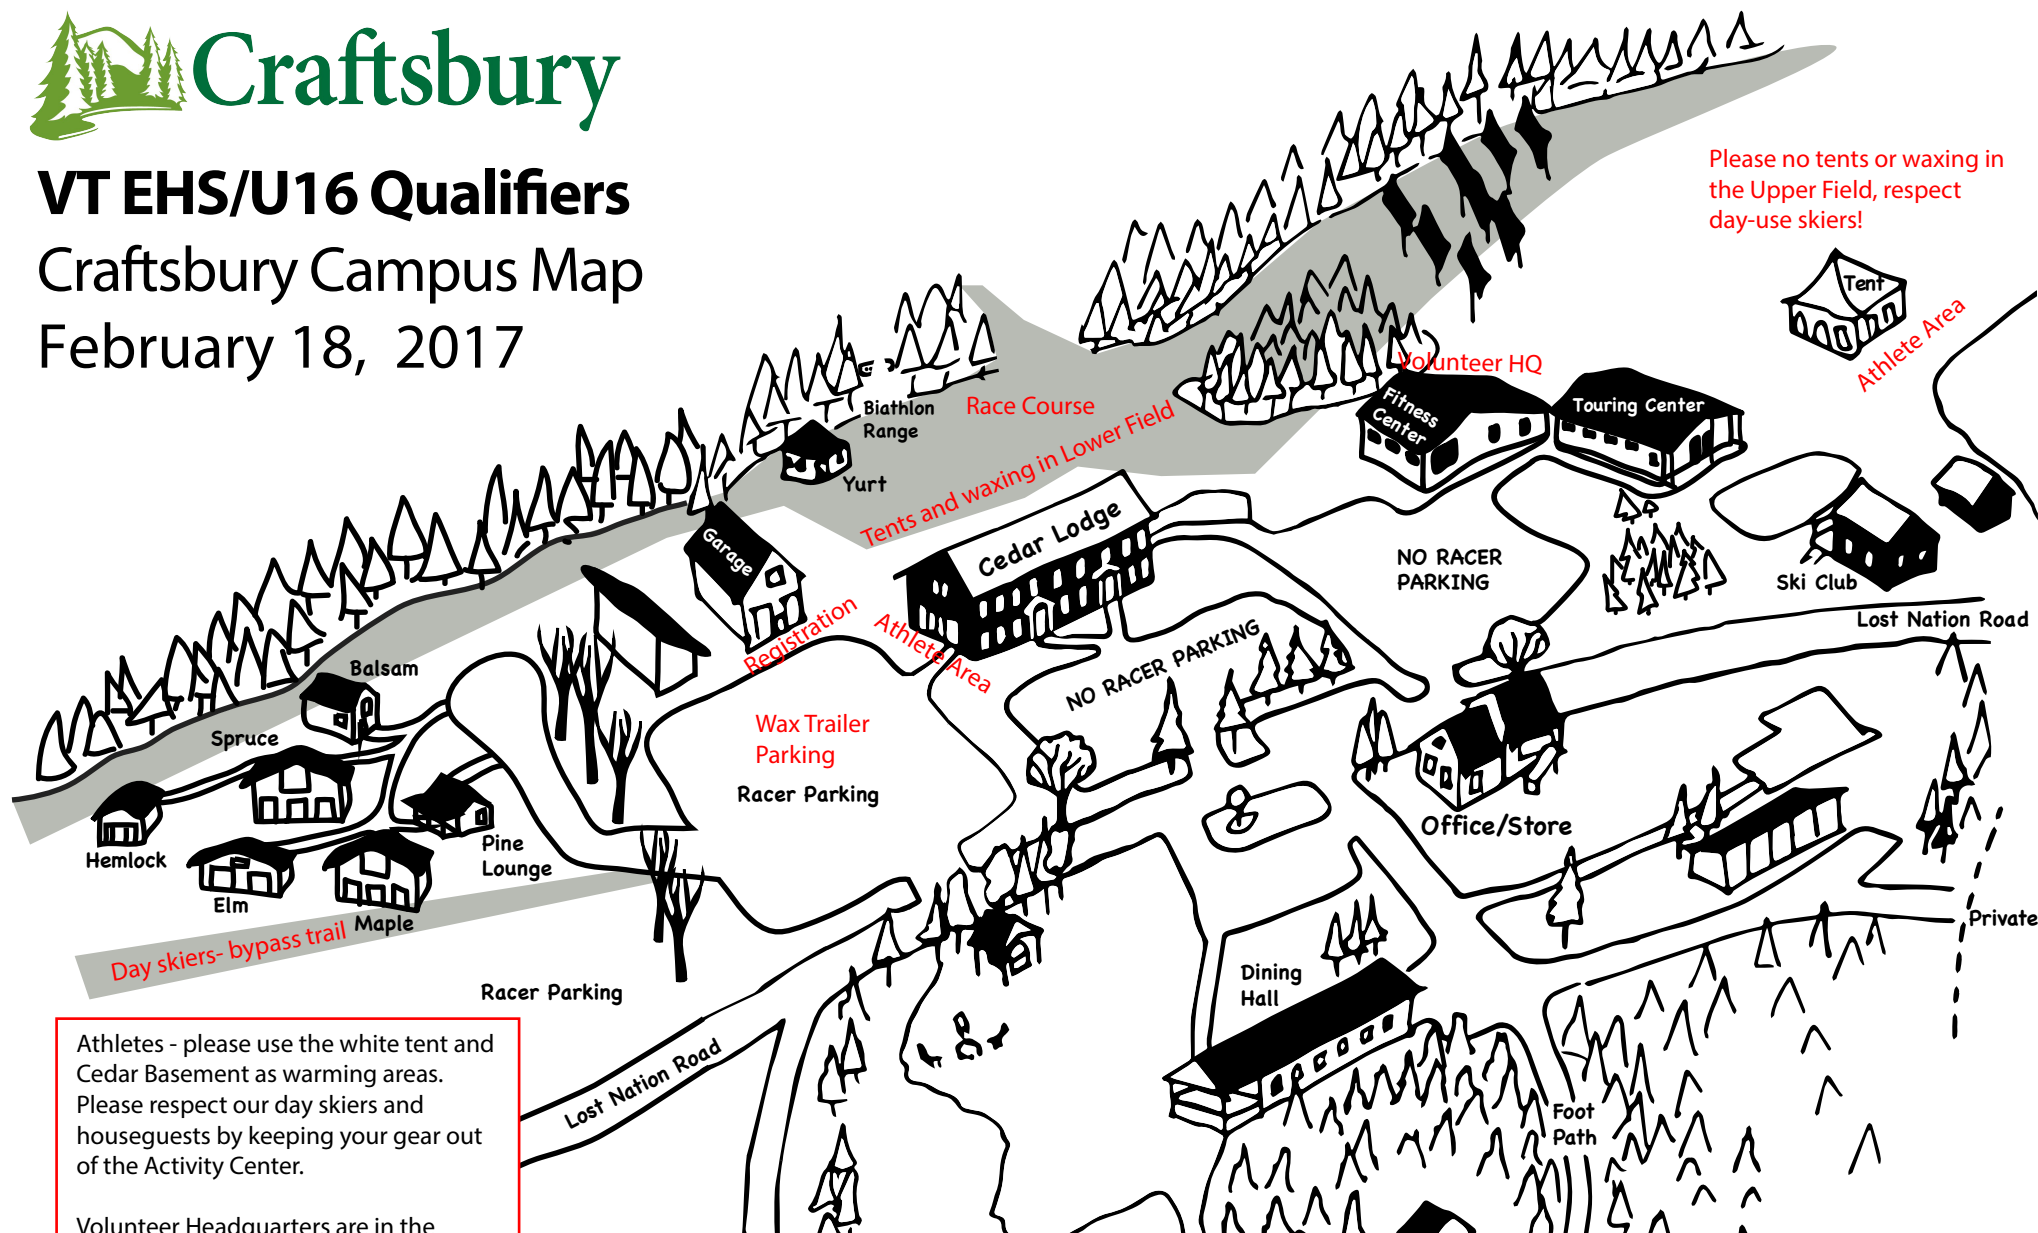 Craftsbury
VT EHS/U16 Qualifiers
Craftsbury Campus Map
February 18, 2017
Please no tents or waxing in
the Upper Field, respect
day-use skiers!
Tent
Athlete Area
Volunteer HQ
Fitness
Center
Touring Center
Biathlon
Range
Race Course
Tents and waxing in Lower Field
Yurt
Garage
Cedar Lodge
NO RACER
PARKING
Ski Club
Lost Nation Road
Registration
Athlete Area
NO RACER PARKING
Balsam
Spruce
Wax Trailer
Parking
Racer Parking
Office/Store
Hemlock
Pine
Lounge
Elm
Maple
Private
Day skiers- bypass trail
Racer Parking
Dining
Hall
Lost Nation Road
Foot
Path
Athletes - please use the white tent and
Cedar Basement as warming areas.
Please respect our day skiers and
houseguests by keeping your gear out
of the Activity Center.
Volunteer Headquarters are in the